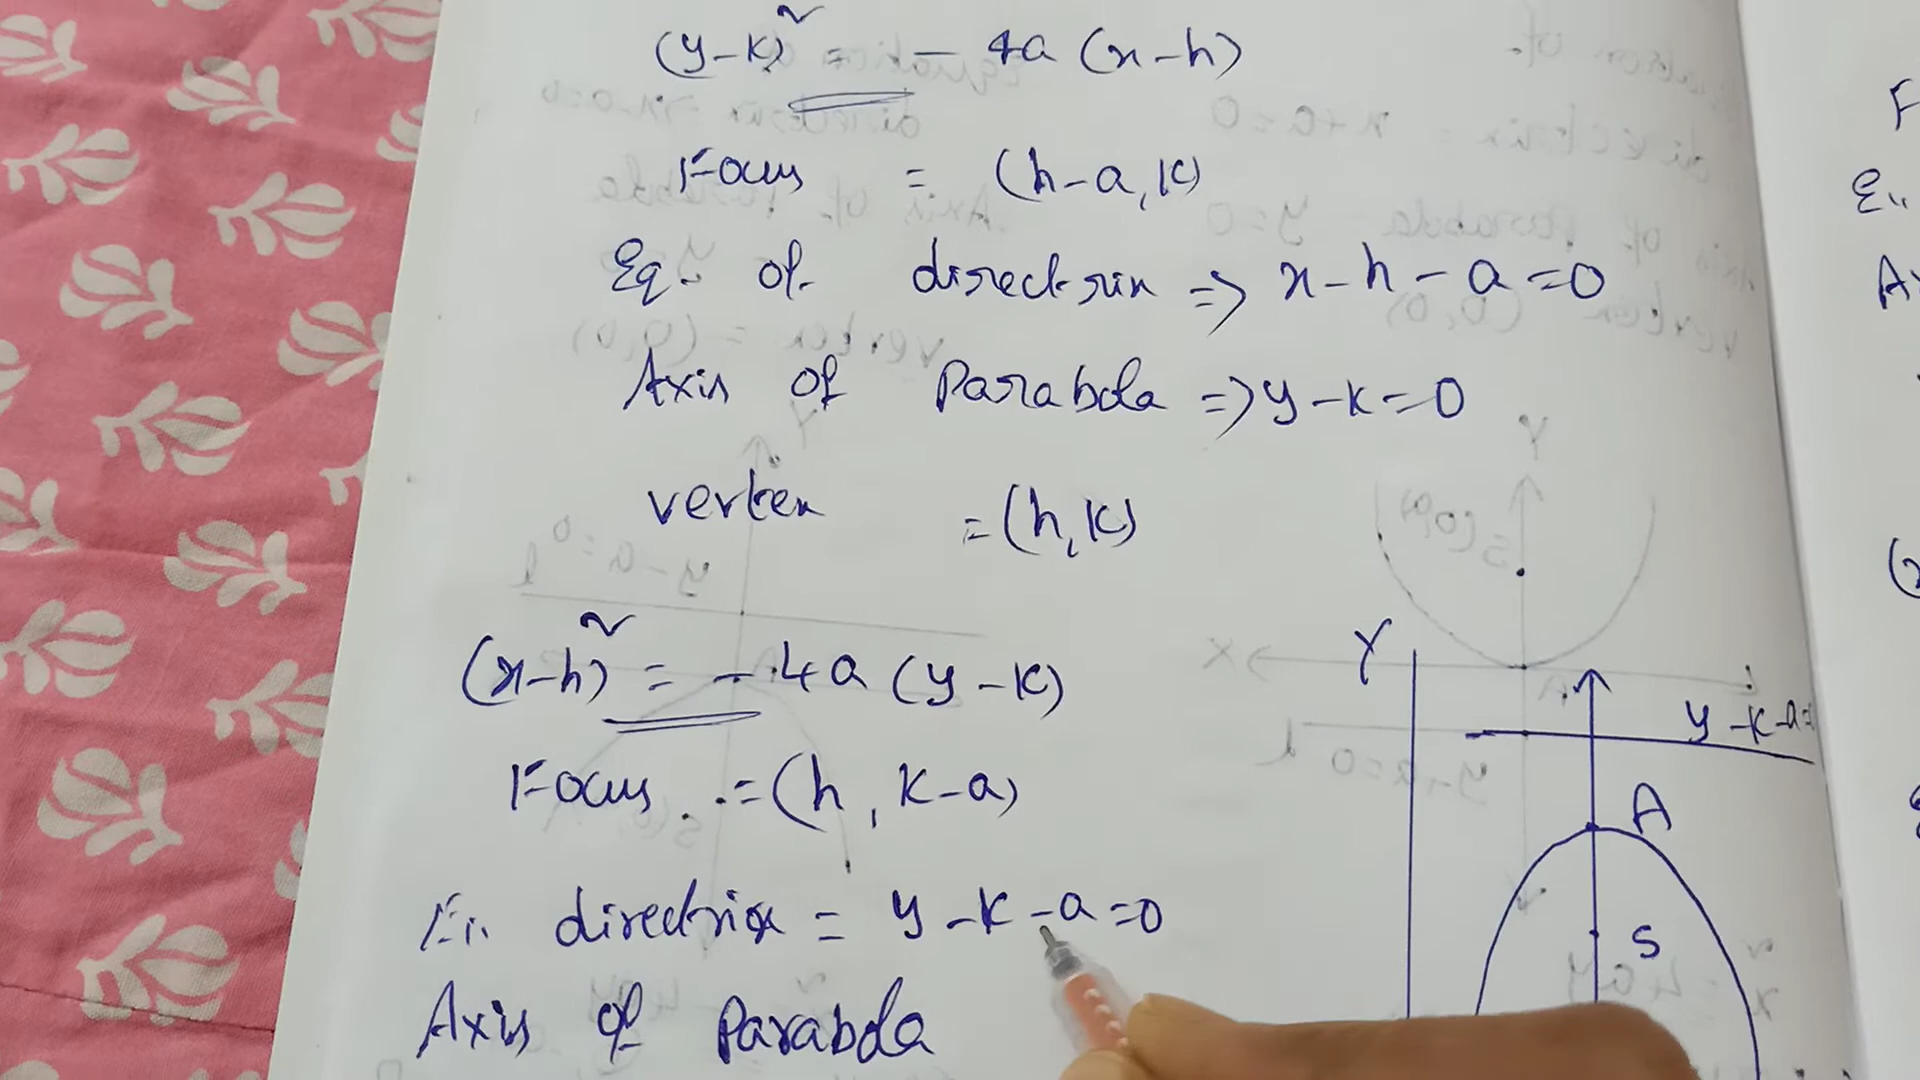 (y-k)² = - 4a (x-h)
Focus = (h-a, k)
Eq. of directrix => x-h-a=0
Axis of Parabola => y-k=0
vertex = (h, k)
(x-h)² = - 4a (y-k)
Focus = (h, k-a)
En. directrix = y-k-a=0
Axis of Parabola
Y
y-k-a=
A
S